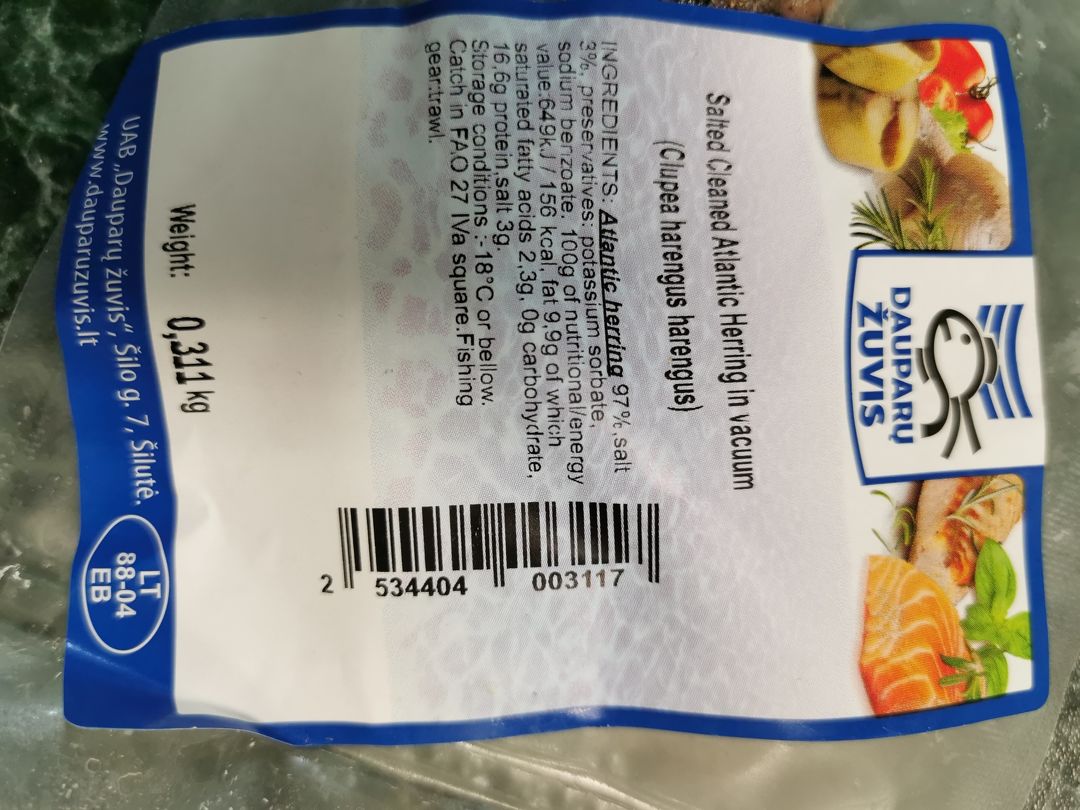 DAUPARŲ
ŽUVIS
Salted Cleaned Atlantic Herring in vacuum
(Clupea harengus harengus)
INGREDIENTS: Atlantic herring 97%,salt
3%, preservatives: potassium sorbate,
sodium benzoate. 100g of nutritional/energy
value:649kJ / 156 kcal, fat 9,9g of which
saturated fatty acids 2,3g, 0g carbohydrate,
16,6g protein,salt 3g.
Storage conditions :-18°C or bellow.
Catch in FAO 27 IVa square.Fishing
gear:trawl.
2 534404 003117
Weight: 0,311 kg
UAB „Dauparų žuvis“, Šilo g. 7, Šilutė,
www.dauparuzuvis.lt
LT
88-04
EB